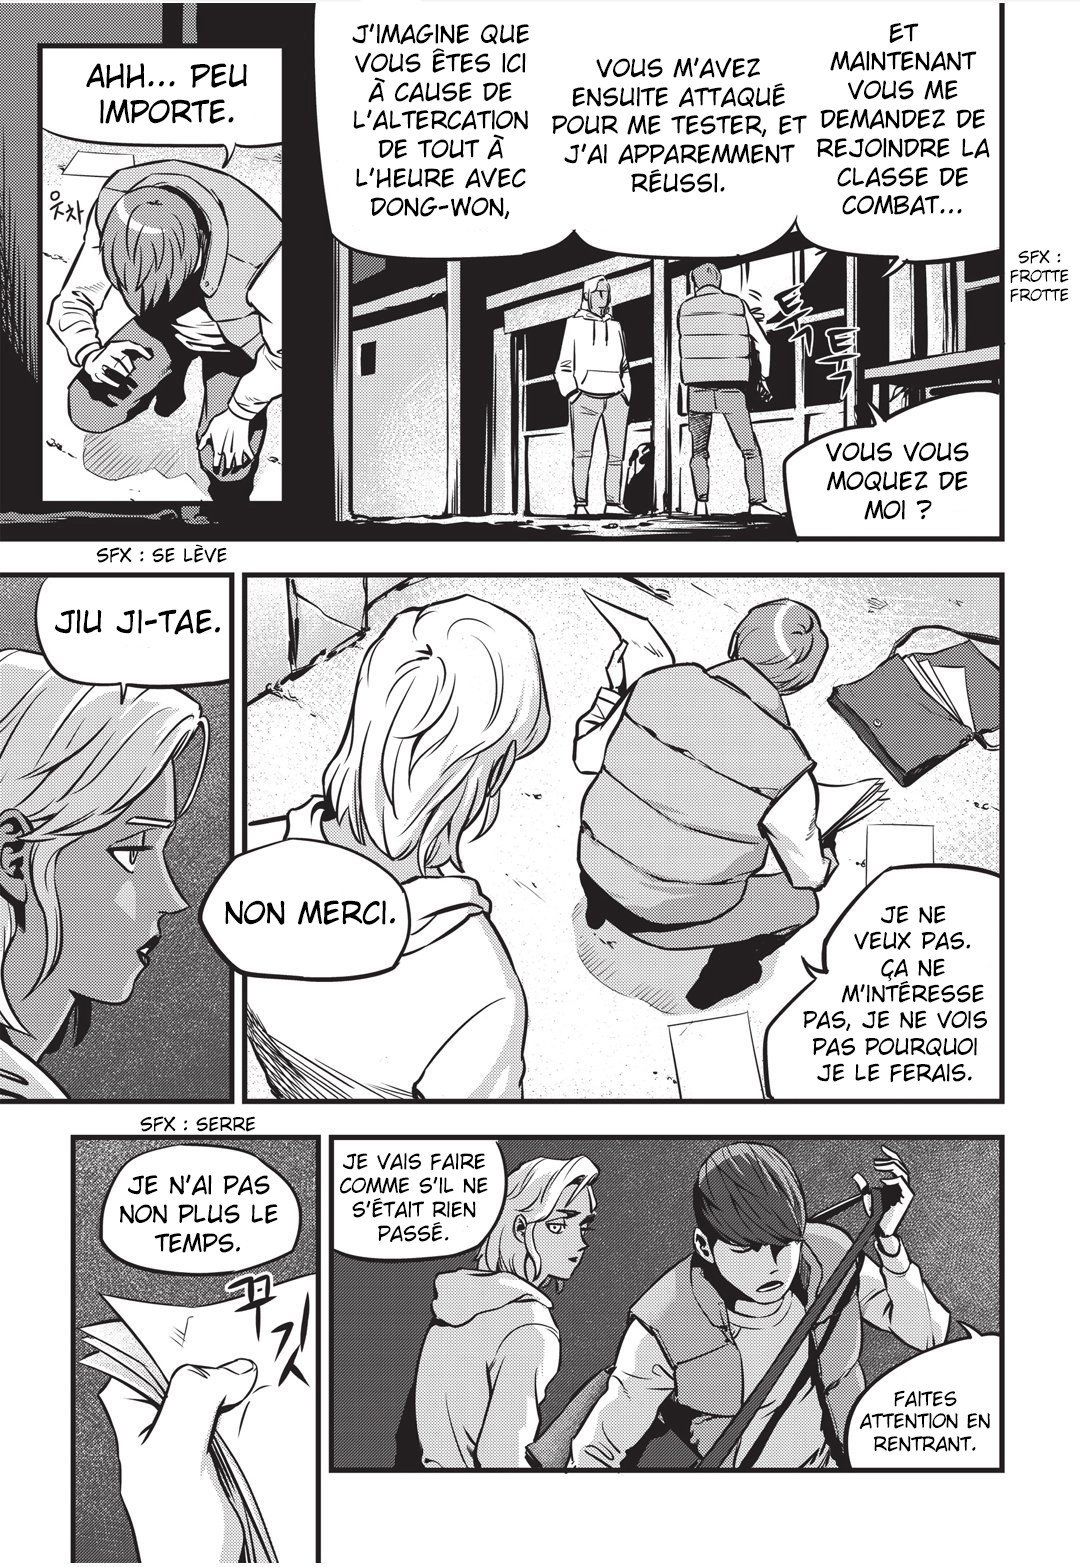 J'IMAGINE QUE
VOUS ÊTES ICI
À CAUSE DE
L'ALTERCATION
DE TOUT À
L'HEURE AVEC
DONG-WON,
VOUS M'AVEZ
ENSUITE ATTAQUÉ
POUR ME TESTER, ET
J'AI APPAREMMENT
RÉUSSI.
ET
MAINTENANT
VOUS ME
DEMANDEZ DE
REJOINDRE LA
CLASSE DE
COMBAT...
툭
툭
SFX :
FROTTE
FROTTE
VOUS VOUS
MOQUEZ DE
MOI ?
AHH... PEU
IMPORTE.
웃차
SFX : SE LÈVE
NON MERCI.
JE NE
VEUX PAS.
ÇA NE
M'INTÉRESSE
PAS, JE NE VOIS
PAS POURQUOI
JE LE FERAIS.
JIU JI-TAE.
JE VAIS FAIRE
COMME S'IL NE
S'ÉTAIT RIEN
PASSÉ.
FAITES
ATTENTION EN
RENTRANT.
SFX : SERRE
JE N'AI PAS
NON PLUS LE
TEMPS.
꾸
깃